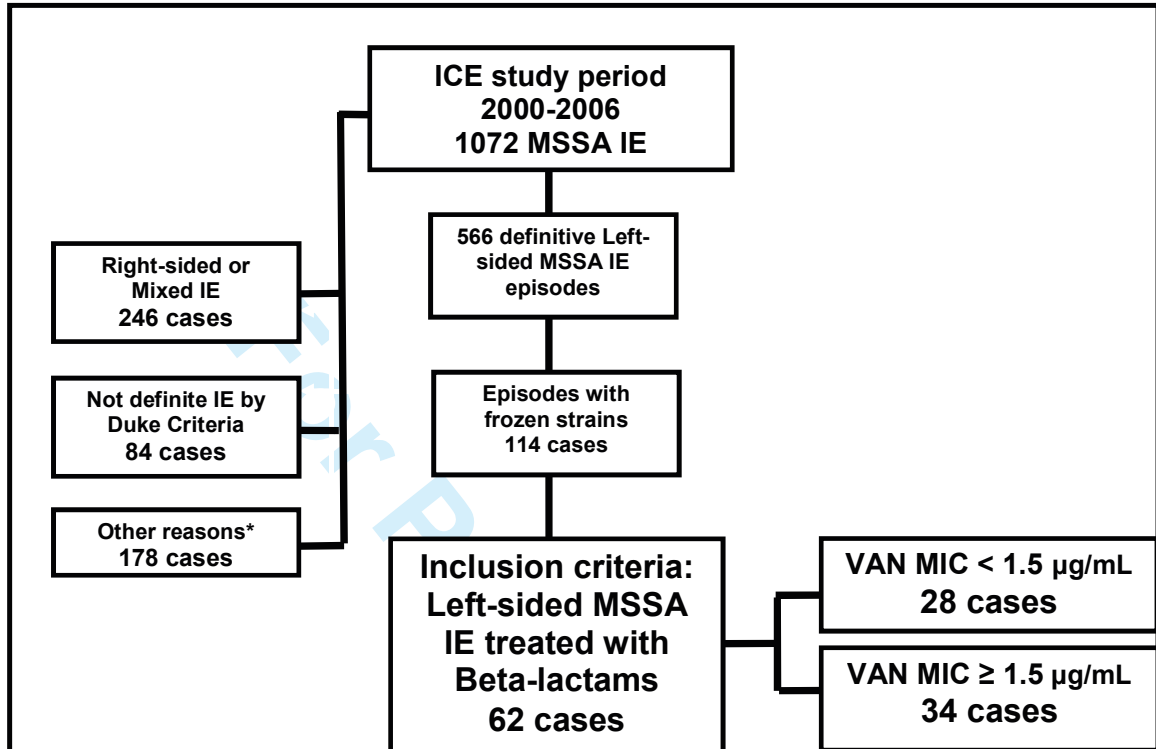 ICE study period
2000-2006
1072 MSSA IE
566 definitive Left-
sided MSSA IE
episodes
Right-sided or
Mixed IE
246 cases
Not definite IE by
Duke Criteria
84 cases
Other reasons*
178 cases
Episodes with
frozen strains
114 cases
Inclusion criteria:
Left-sided MSSA
IE treated with
Beta-lactams
62 cases
VAN MIC < 1.5 µg/mL
28 cases
VAN MIC ≥ 1.5 µg/mL
34 cases
For P